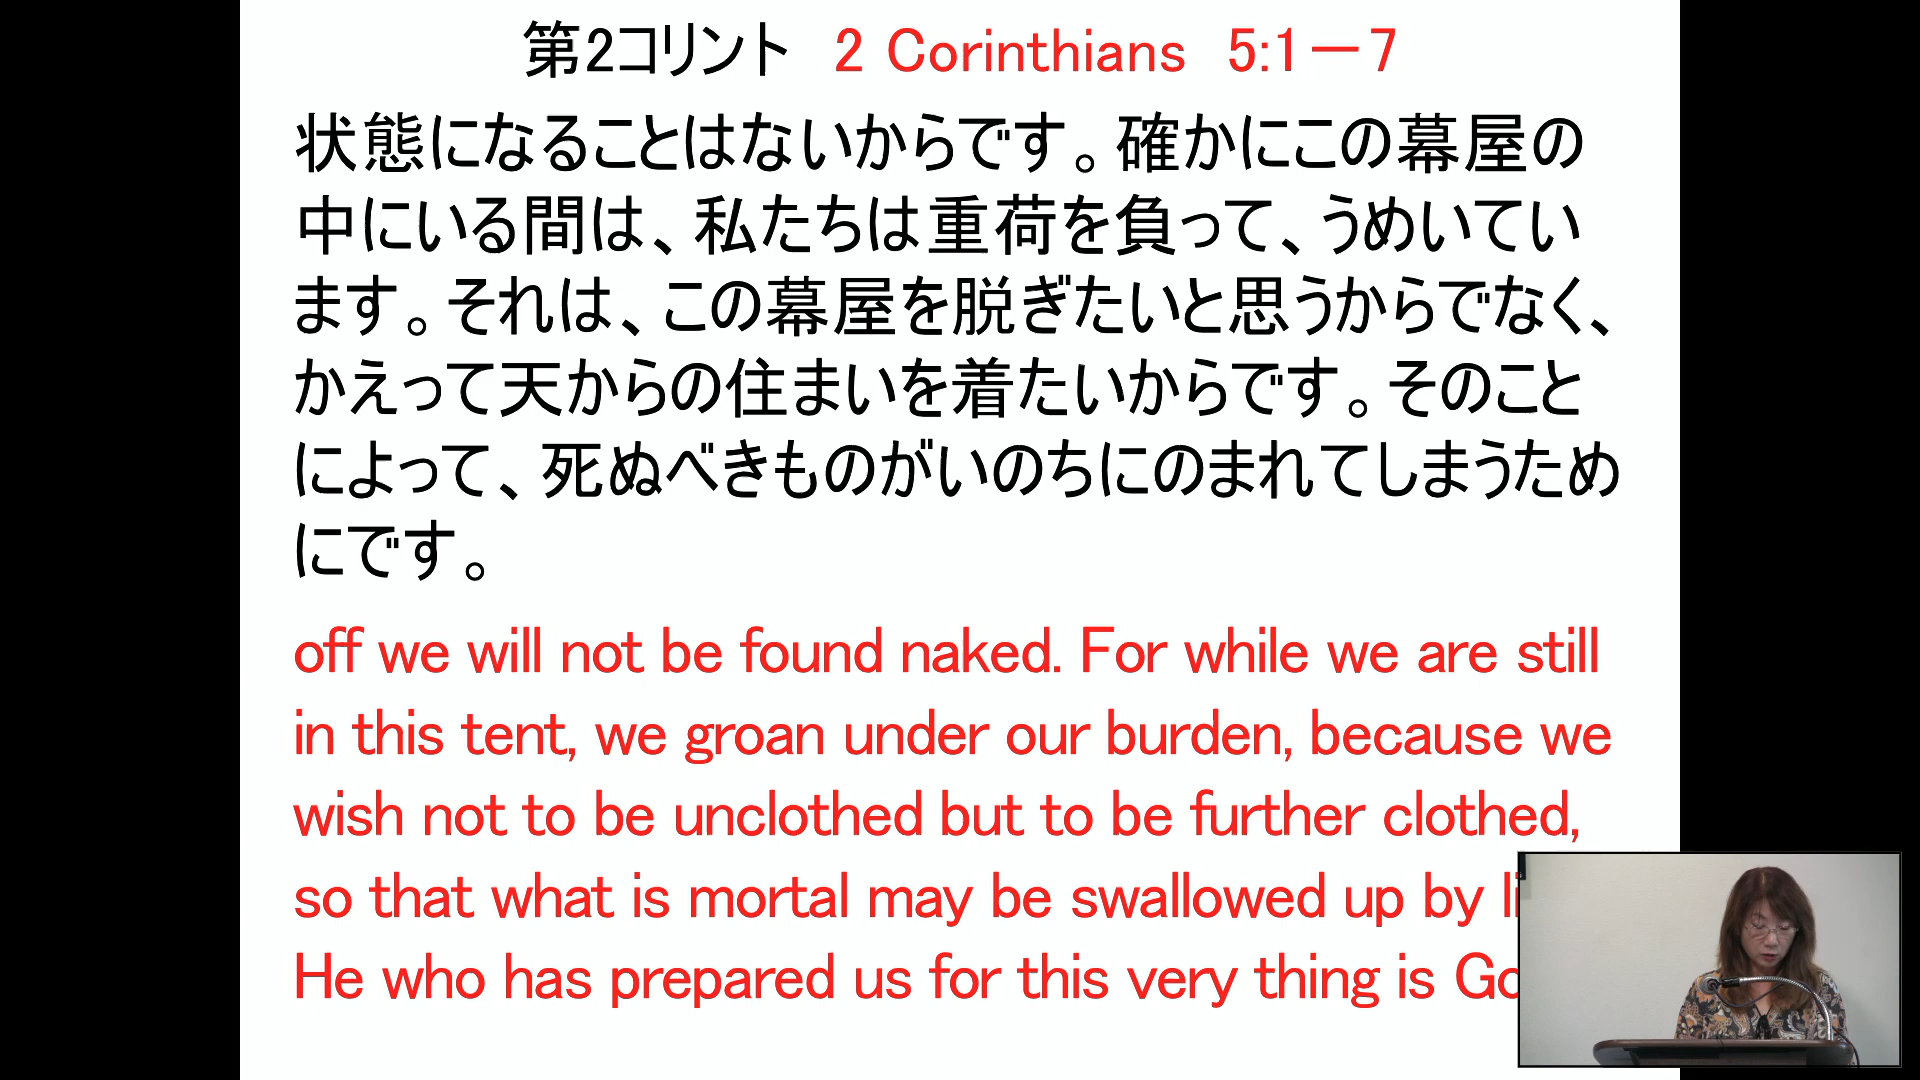 第2コリント 2 Corinthians 5:1－7
状態になることはないからです。確かにこの幕屋の
中にいる間は、私たちは重荷を負って、うめいてい
ます。それは、この幕屋を脱ぎたいと思うからでなく、
かえって天からの住まいを着たいからです。そのこと
によって、死ぬべきものがいのちにのまれてしまうため
にです。
off we will not be found naked. For while we are still
in this tent, we groan under our burden, because we
wish not to be unclothed but to be further clothed,
so that what is mortal may be swallowed up by
He who has prepared us for this very thing is